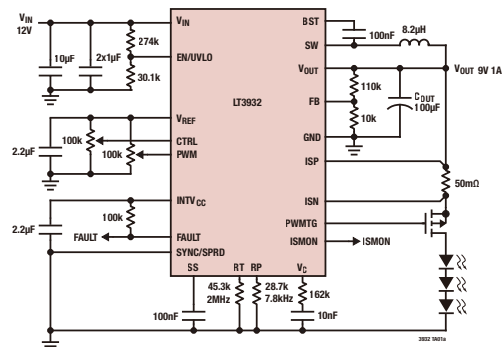 VIN
12V
10µF
2x1µF
274k
30.1k
VIN
EN/UVLO
BST
100nF
8.2µH
SW
VOUT
VOUT 9V 1A
110k
FB
10k
COUT
100µF
GND
LT3932
VREF
2.2µF
100k
CTRL
100k
PWM
ISP
50mΩ
ISN
INTVCC
2.2µF
100k
FAULT
FAULT
SYNC/SPRD
PWMTG
ISMON
ISMON
SS
RT
RP
VC
100nF
45.3k
2MHz
28.7k
7.8kHz
162k
10nF
3932 TA01a